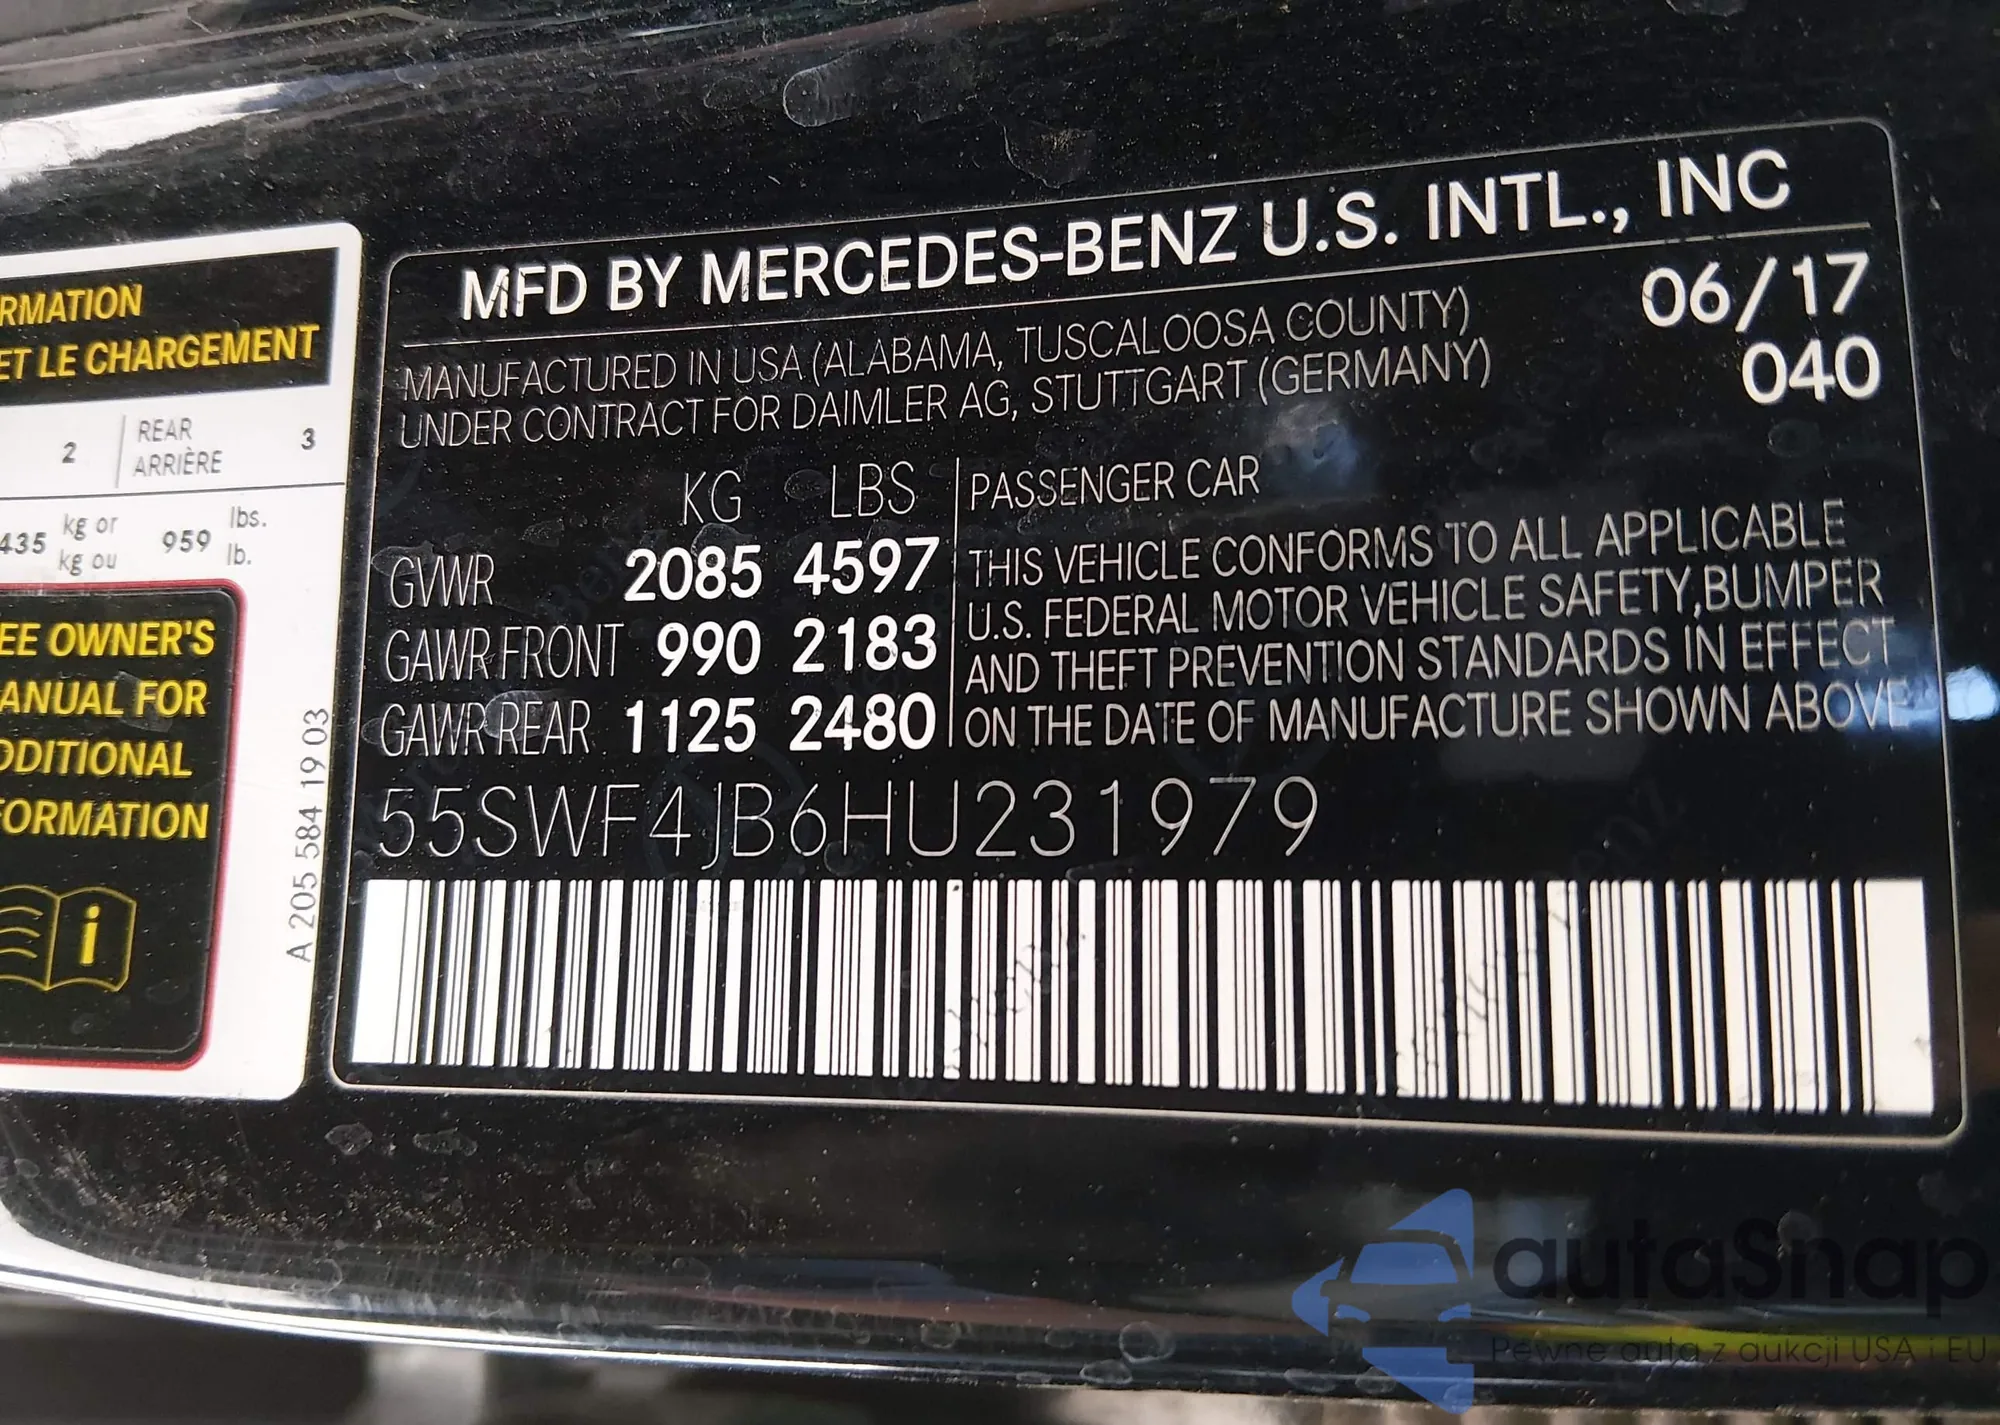 RMATION
ET LE CHARGEMENT
2 REAR ARRIÈRE 3
435 kg or kg ou 959 lbs. lb.
EE OWNER'S
ANUAL FOR
DDITIONAL
FORMATION
i
A 205 584 19 03
MFD BY MERCEDES-BENZ U.S. INTL., INC
MANUFACTURED IN USA (ALABAMA, TUSCALOOSA COUNTY) 06/17
UNDER CONTRACT FOR DAIMLER AG, STUTTGART (GERMANY) 040
KG LBS
GVWR 2085 4597
GAWR FRONT 990 2183
GAWR REAR 1125 2480
PASSENGER CAR
THIS VEHICLE CONFORMS TO ALL APPLICABLE
U.S. FEDERAL MOTOR VEHICLE SAFETY,BUMPER
AND THEFT PREVENTION STANDARDS IN EFFECT
ON THE DATE OF MANUFACTURE SHOWN ABOVE
55SWF4JB6HU231979
autaSnap
Pewne auta z aukcji USA i EU